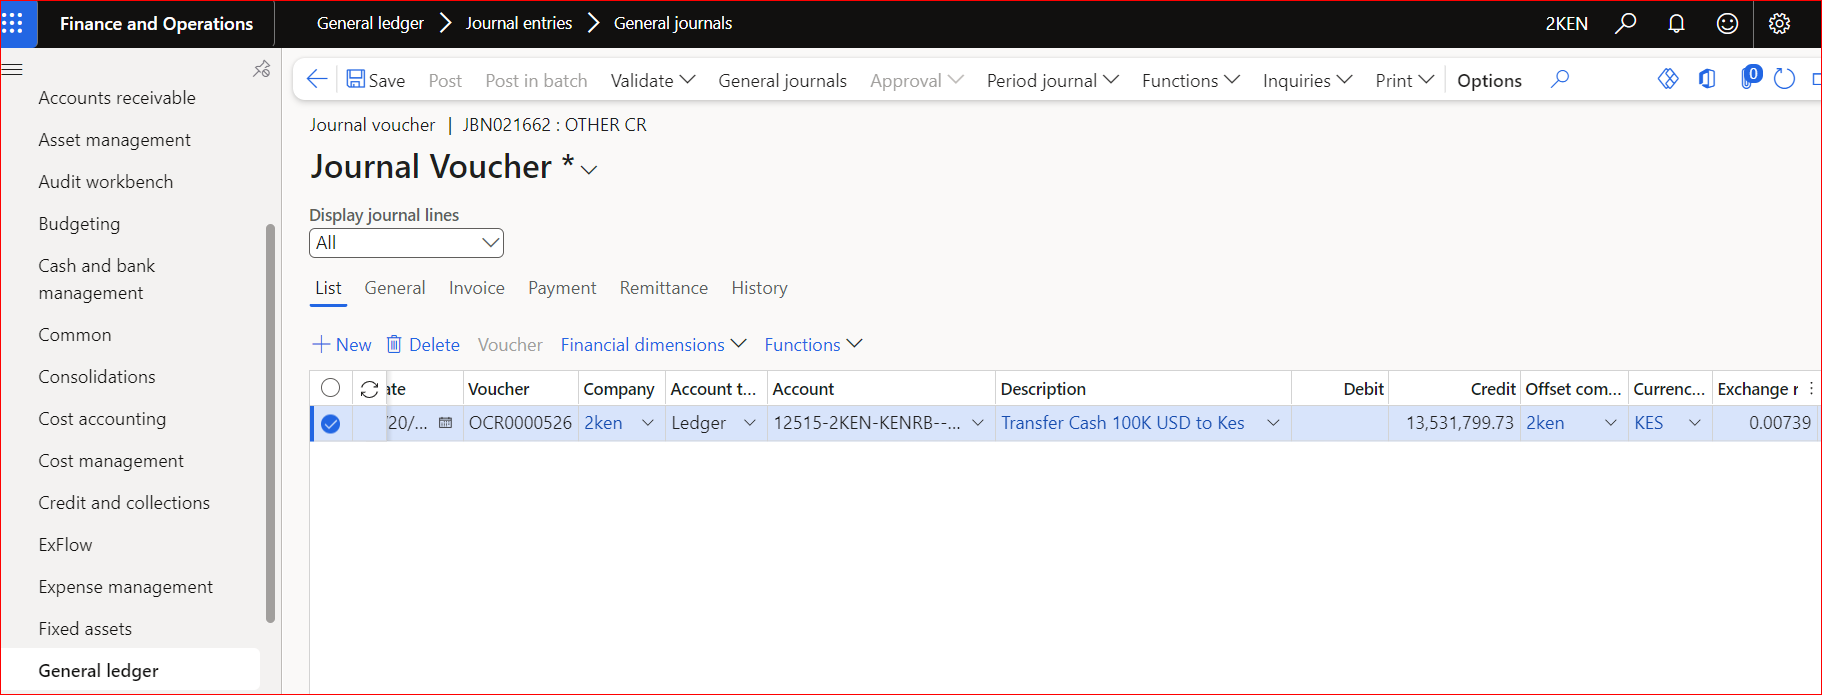 Finance and Operations
General ledger > Journal entries > General journals
2KEN
Save Post Post in batch Validate General journals Approval Period journal Functions Inquiries Print Options 0
Accounts receivable
Asset management
Audit workbench
Budgeting
Cash and bank
management
Common
Consolidations
Cost accounting
Cost management
Credit and collections
ExFlow
Expense management
Fixed assets
General ledger
Journal voucher | JBN021662 : OTHER CR
Journal Voucher *
Display journal lines
All
List General Invoice Payment Remittance History
New Delete Voucher Financial dimensions Functions
ate Voucher Company Account t... Account Description Debit Credit Offset com... Currenc... Exchange r
/20/... OCR0000526 2ken Ledger 12515-2KEN-KENRB--... Transfer Cash 100K USD to Kes 13,531,799.73 2ken KES 0.00739